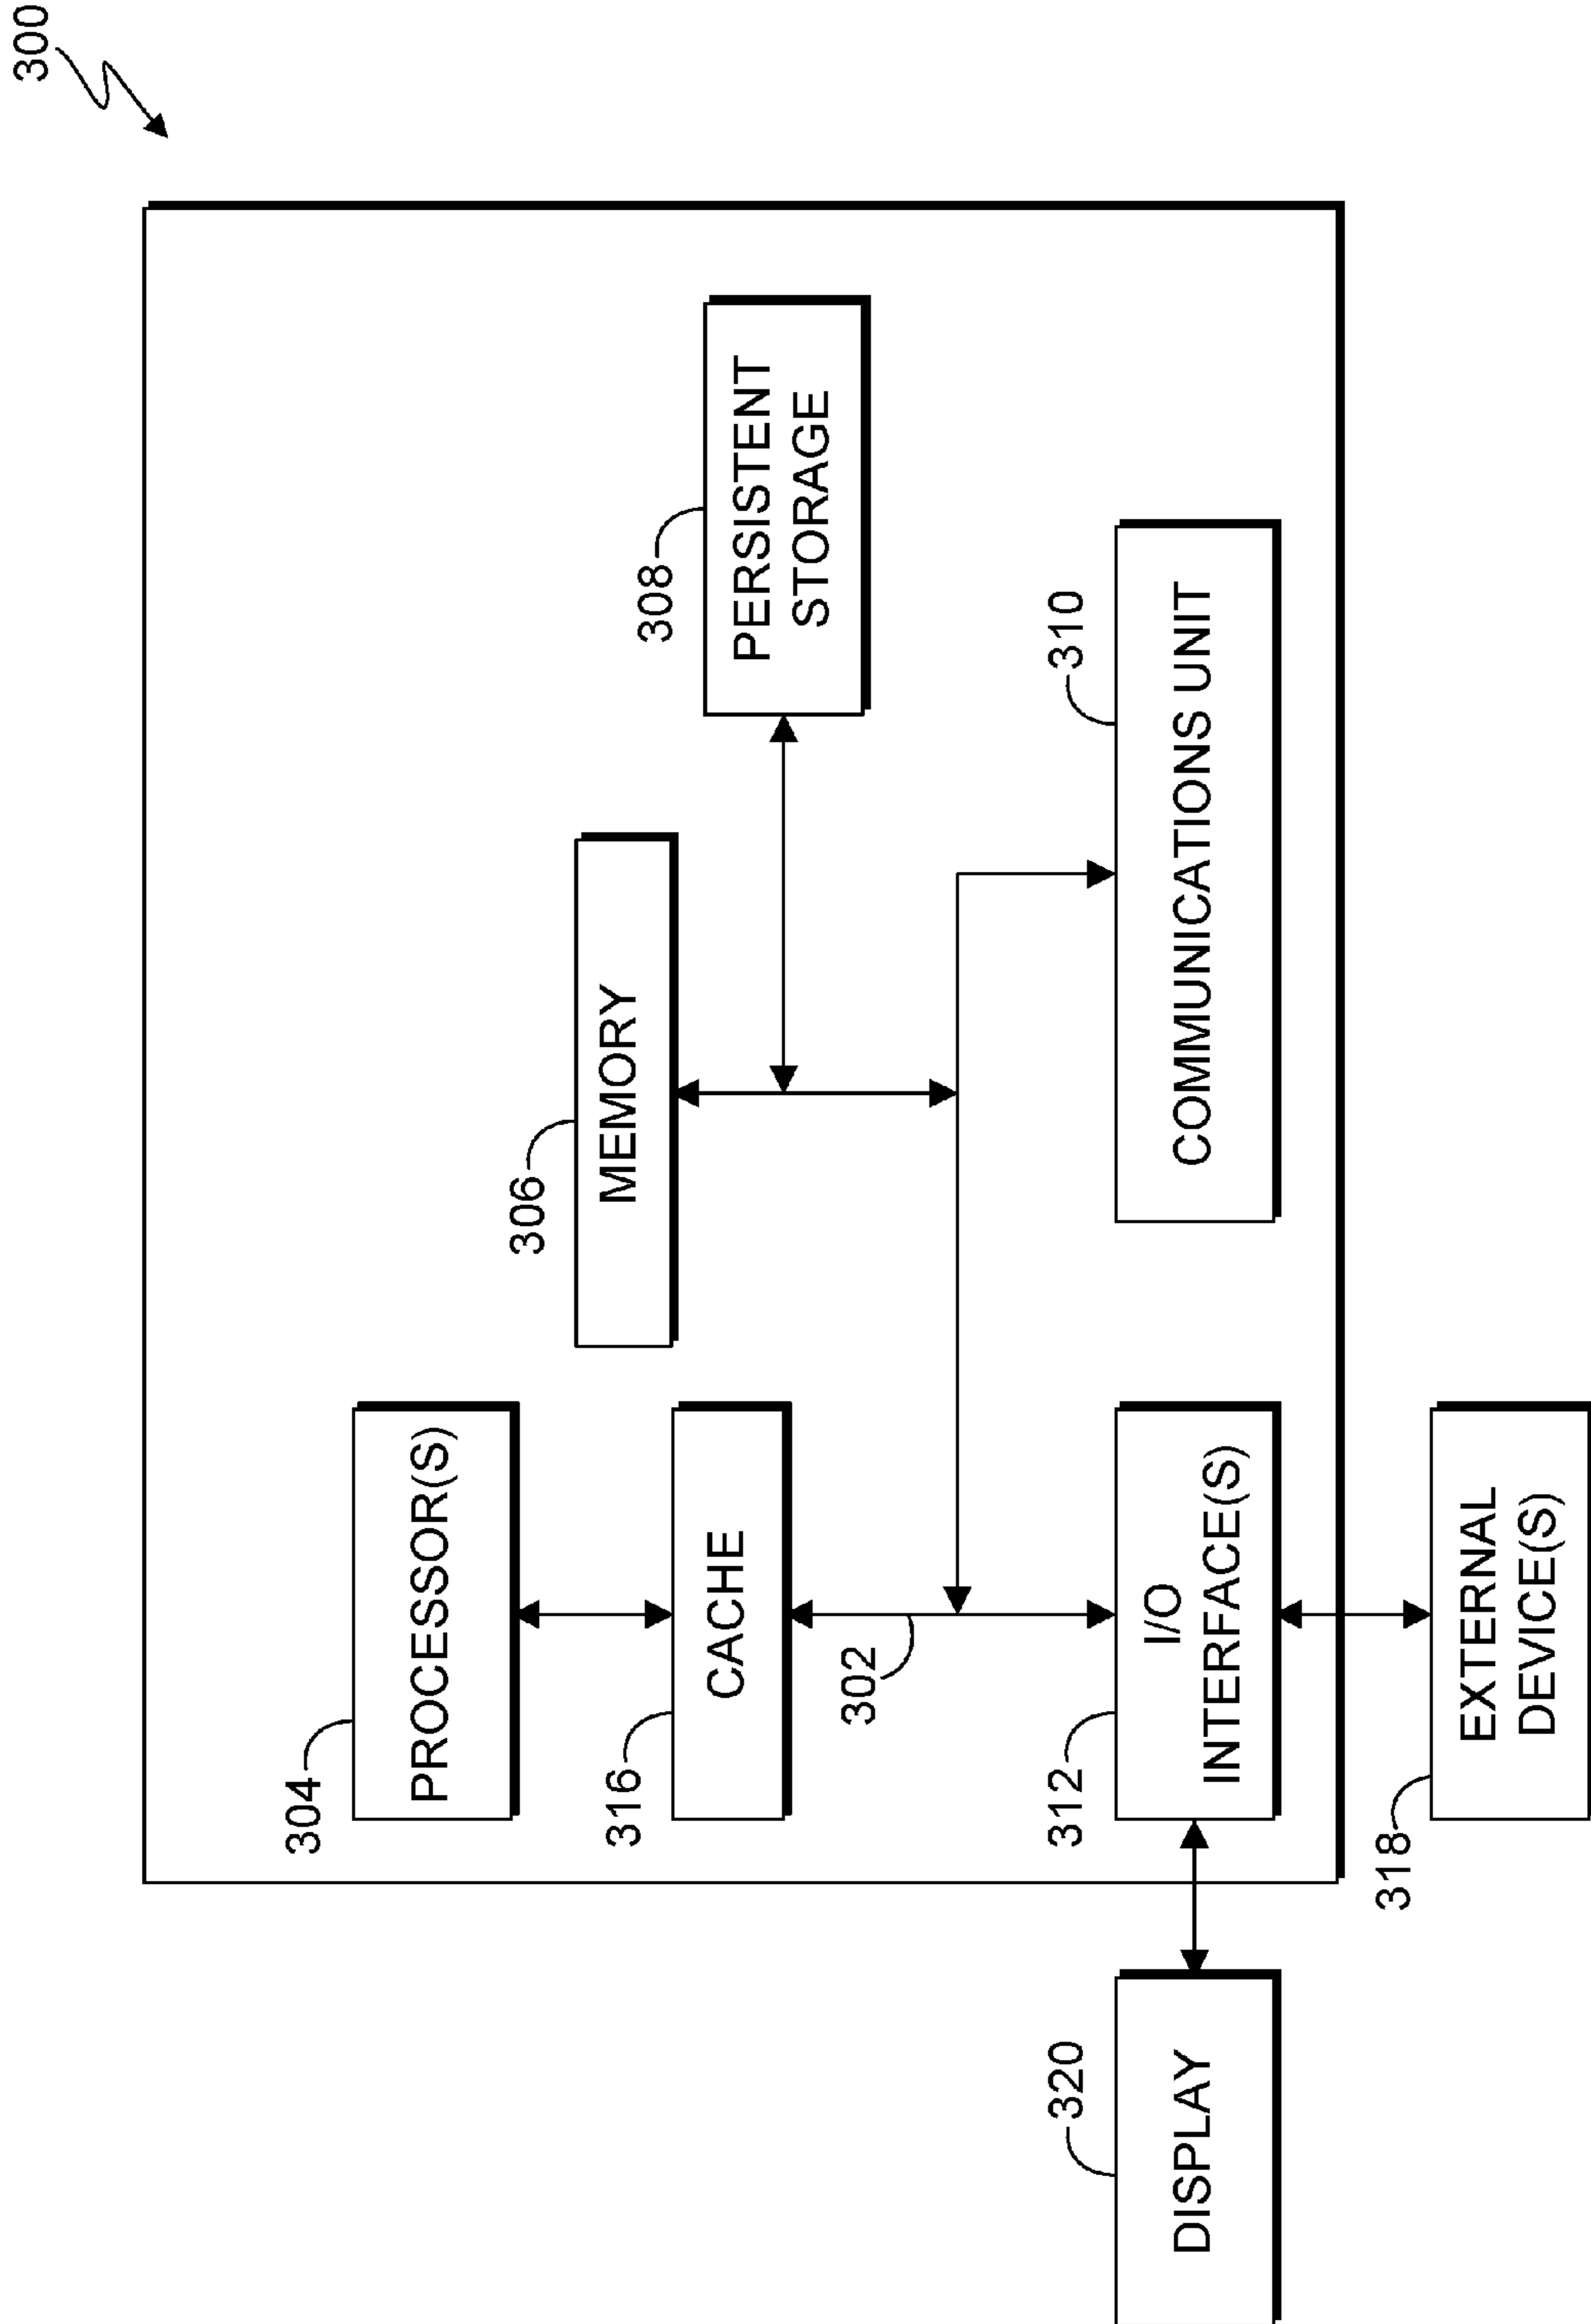 300
304
PROCESSOR(S)
316
CACHE
302
306
MEMORY
308
PERSISTENT
STORAGE
320
DISPLAY
312
I/O
INTERFACE(S)
310
COMMUNICATIONS UNIT
318
EXTERNAL
DEVICE(S)